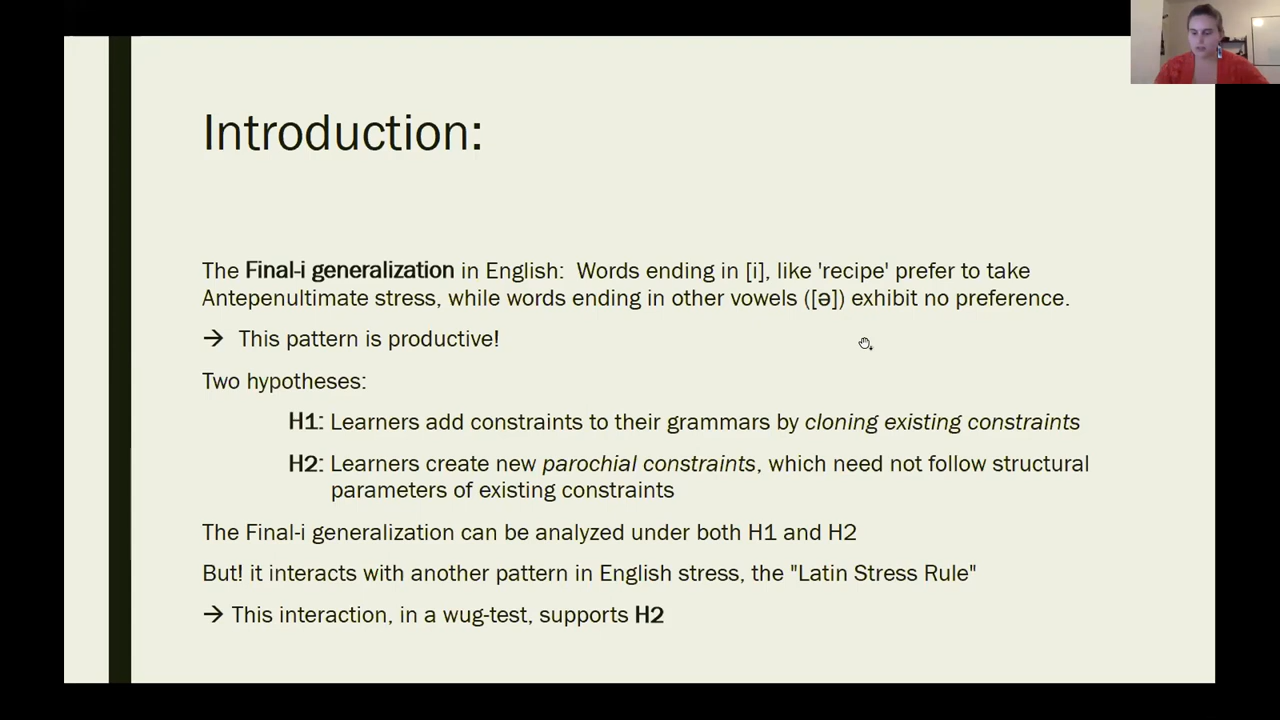 Introduction:
The Final-i generalization in English:  Words ending in [i], like 'recipe' prefer to take
Antepenultimate stress, while words ending in other vowels ([ə]) exhibit no preference.
→ This pattern is productive!
Two hypotheses:
H1: Learners add constraints to their grammars by cloning existing constraints
H2: Learners create new parochial constraints, which need not follow structural
parameters of existing constraints
The Final-i generalization can be analyzed under both H1 and H2
But! it interacts with another pattern in English stress, the "Latin Stress Rule"
→ This interaction, in a wug-test, supports H2